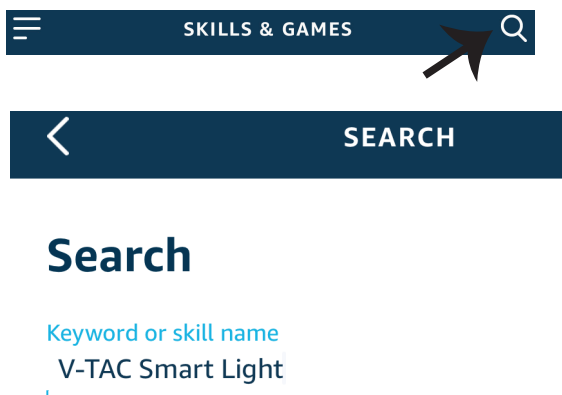 SKILLS & GAMES
SEARCH
Search
Keyword or skill name
V-TAC Smart Light